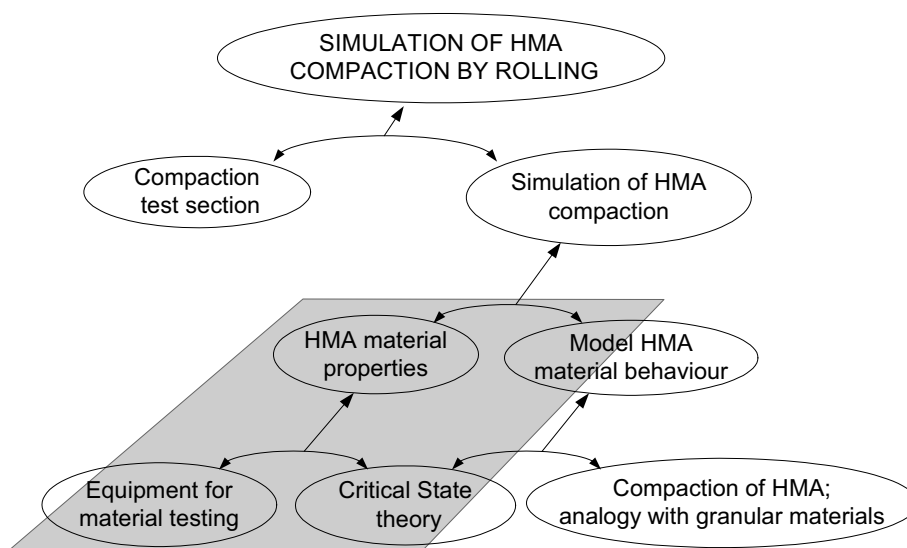 SIMULATION OF HMA
COMPACTION BY ROLLING
Compaction
test section
Simulation of HMA
compaction
HMA material
properties
Model HMA
material behaviour
Equipment for
material testing
Critical State
theory
Compaction of HMA;
analogy with granular materials